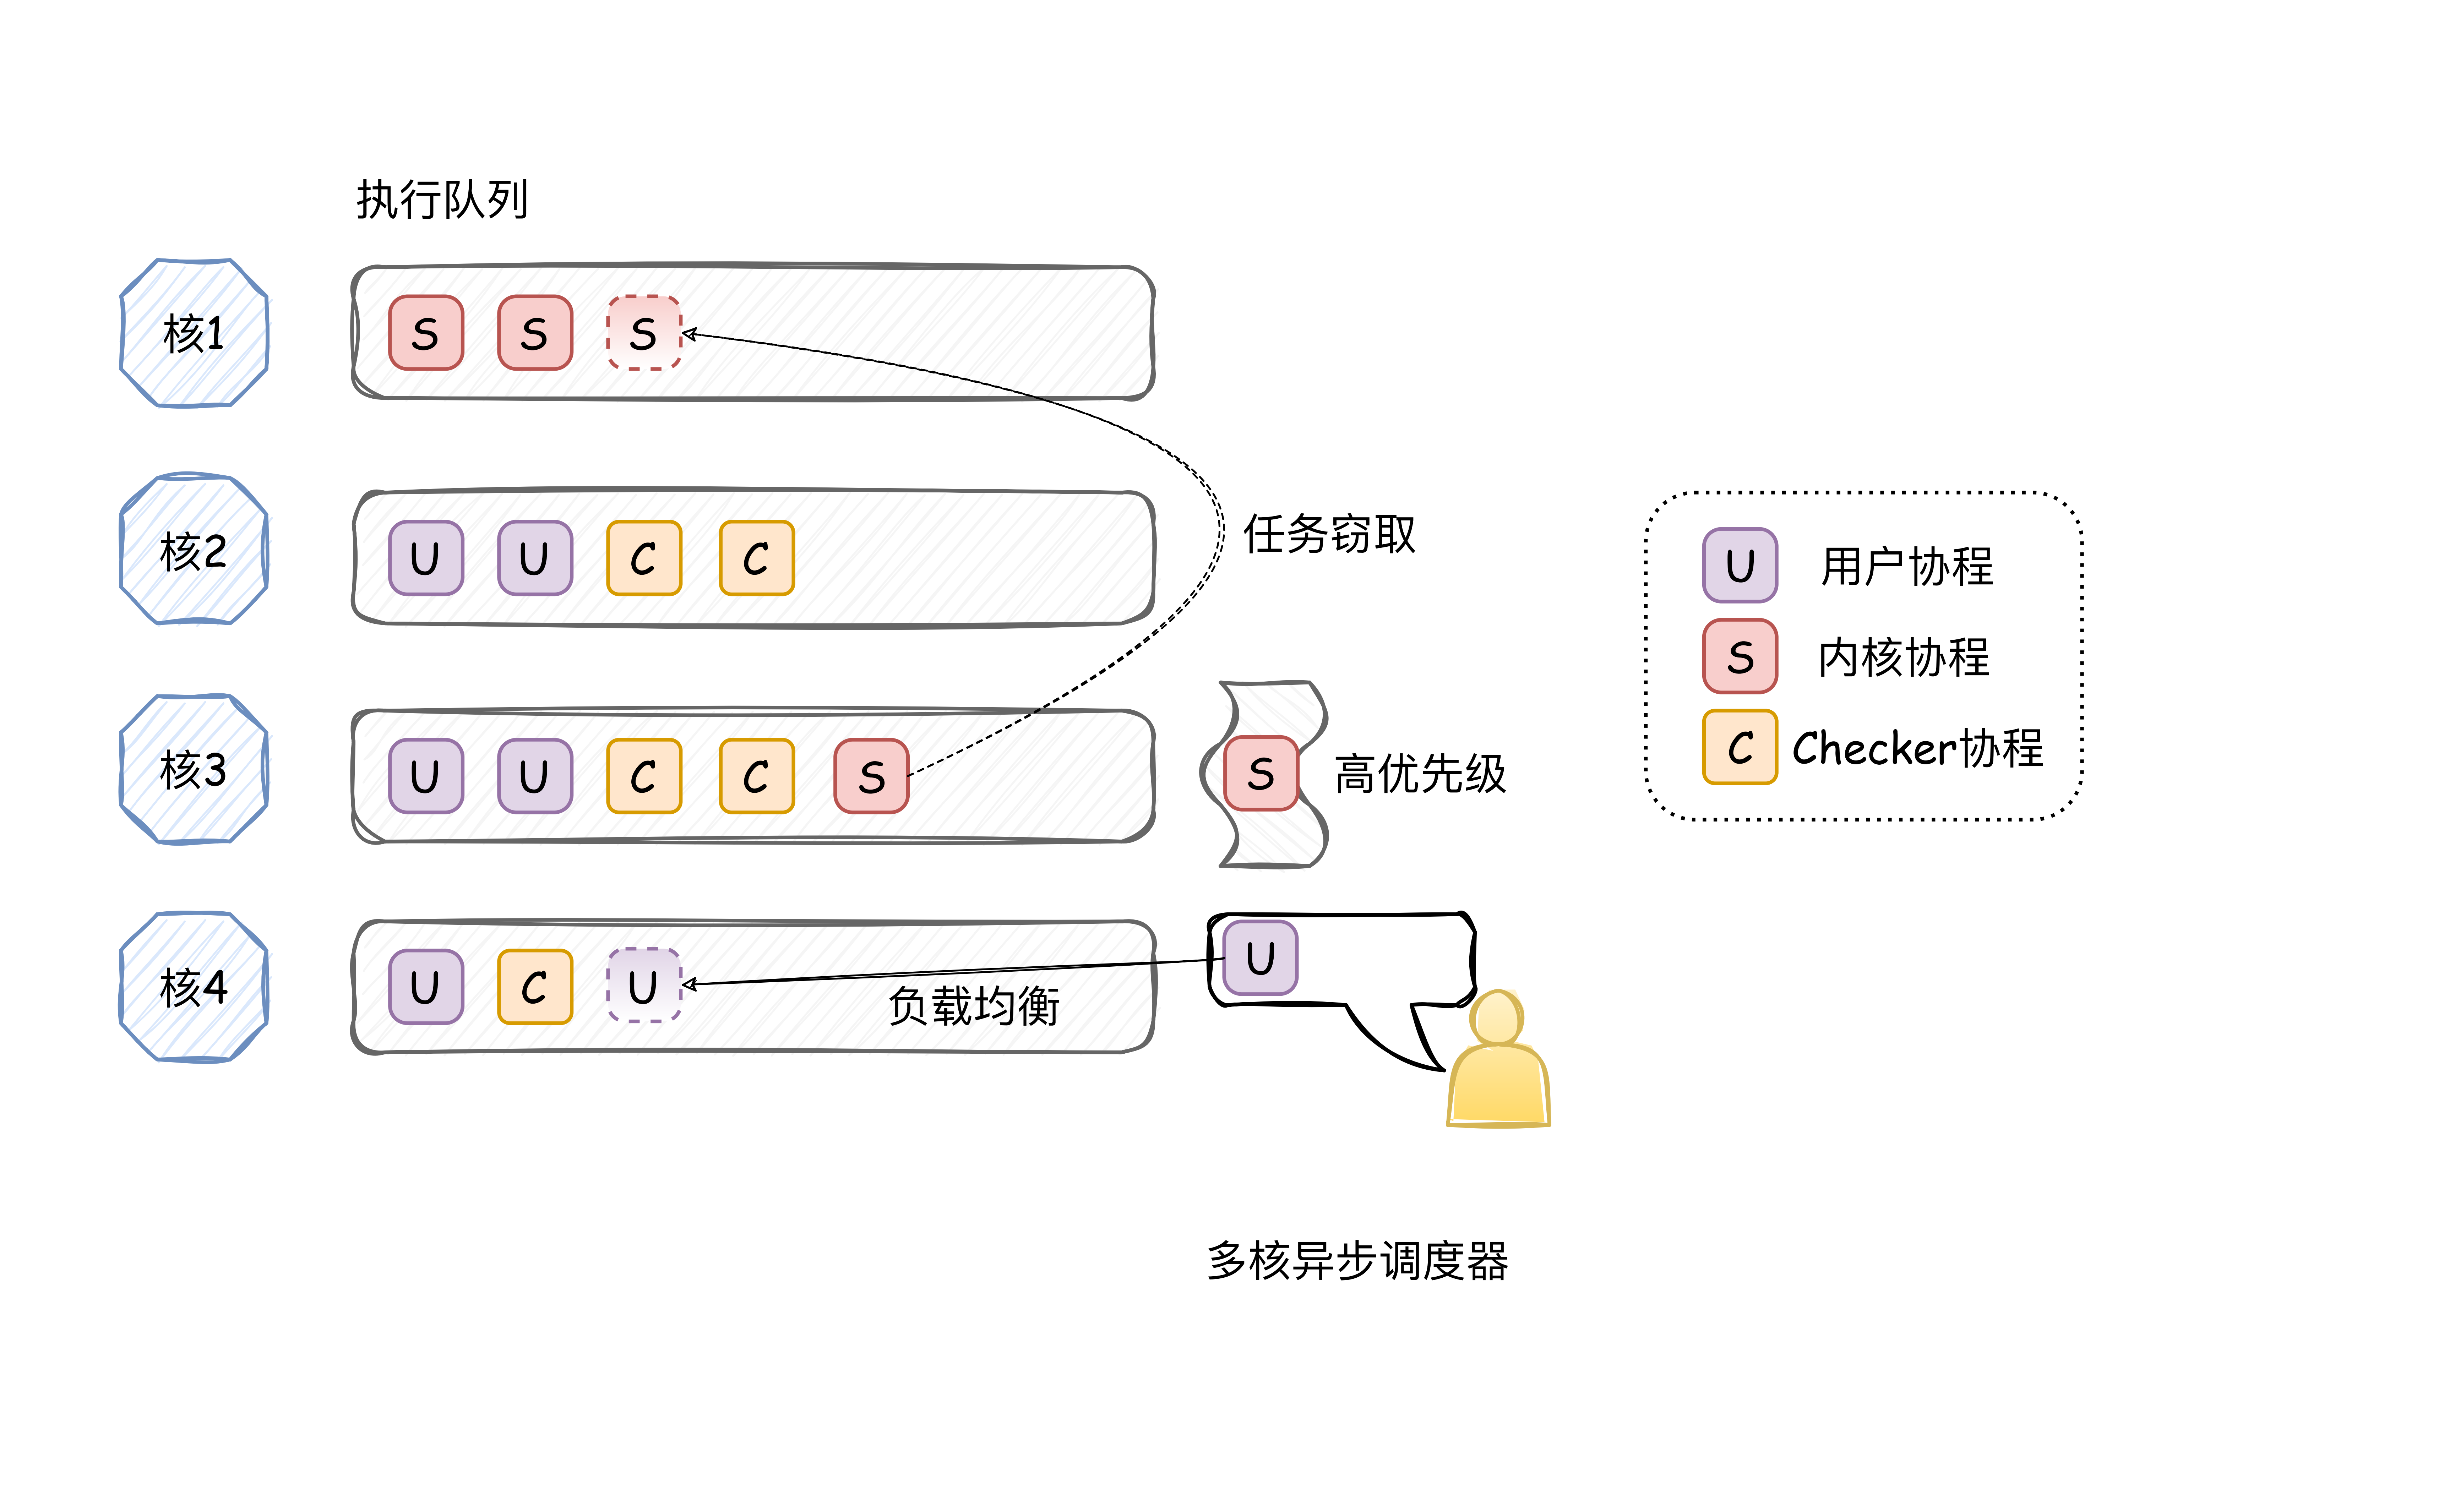 执行队列
核1 S S S
核2 U U C C
任务窃取
核3 U U C C S
S 高优先级
核4 U C U
负载均衡
U
U 用户协程
S 内核协程
C Checker协程
多核异步调度器